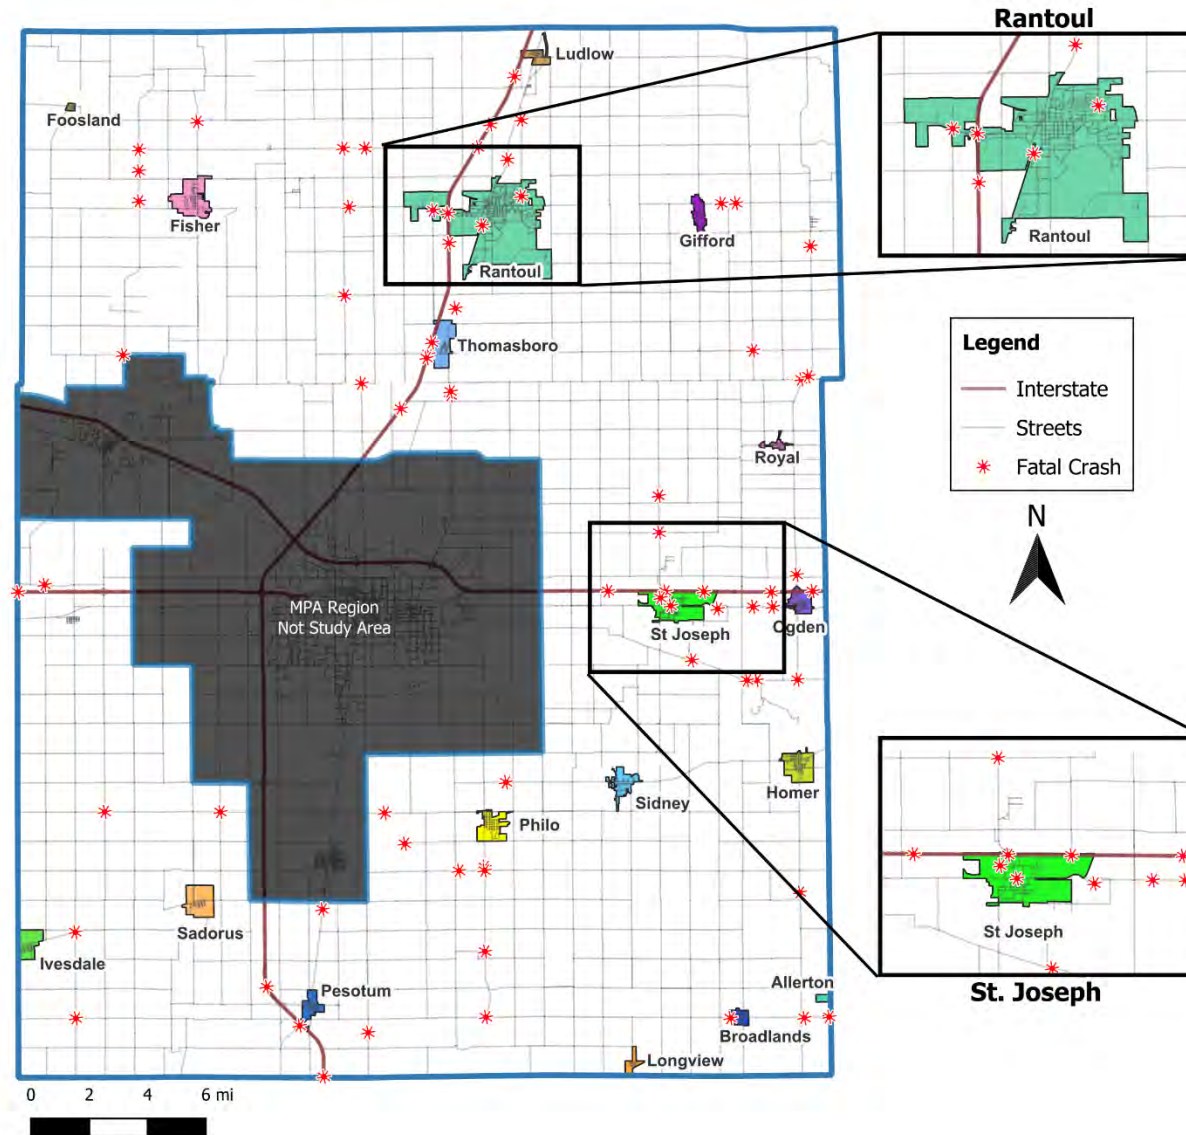 Rantoul
Ludlow
Foosland
Fisher
Gifford
Rantoul
Rantoul
Thomasboro
Legend
Interstate
Streets
Fatal Crash
Royal
N
MPA Region
Not Study Area
St Joseph
Ogden
Sidney
Homer
Philo
Sadorus
Ivesdale
St Joseph
Pesotum
Allerton
St. Joseph
Broadlands
Longview
0 2 4 6 mi